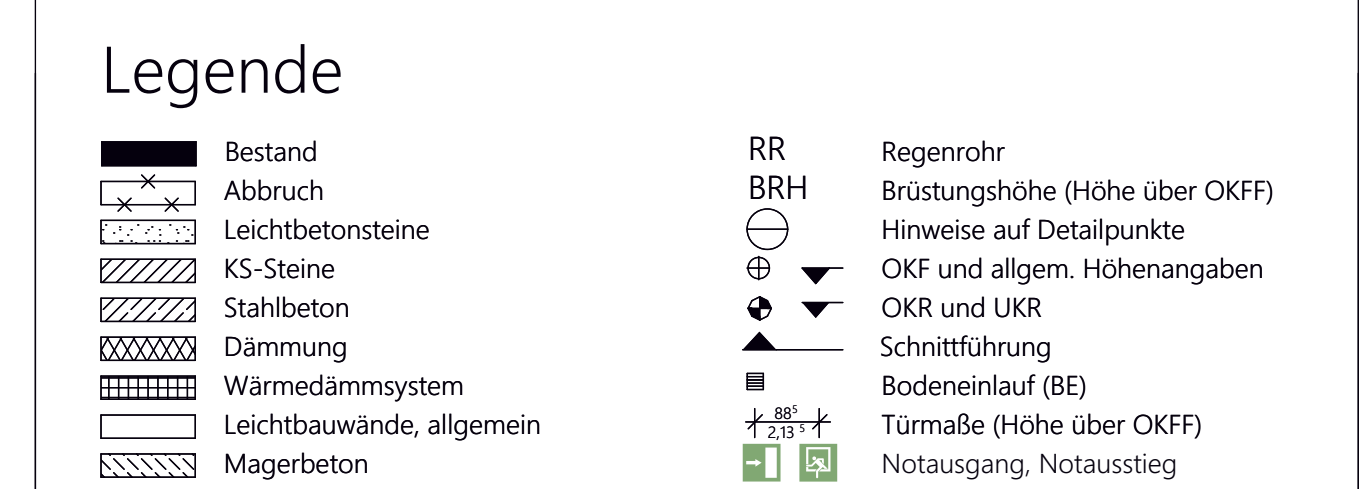 Legende
Bestand
Abbruch
Leichtbetonsteine
KS-Steine
Stahlbeton
Dämmung
Wärmedämmsystem
Leichtbauwände, allgemein
Magerbeton
RR Regenrohr
BRH Brüstungshöhe (Höhe über OKFF)
Hinweise auf Detailpunkte
OKF und allgem. Höhenangaben
OKR und UKR
Schnittführung
Bodeneinlauf (BE)
88⁵ Türmaße (Höhe über OKFF)
2,13 ⁵
Notausgang, Notausstieg